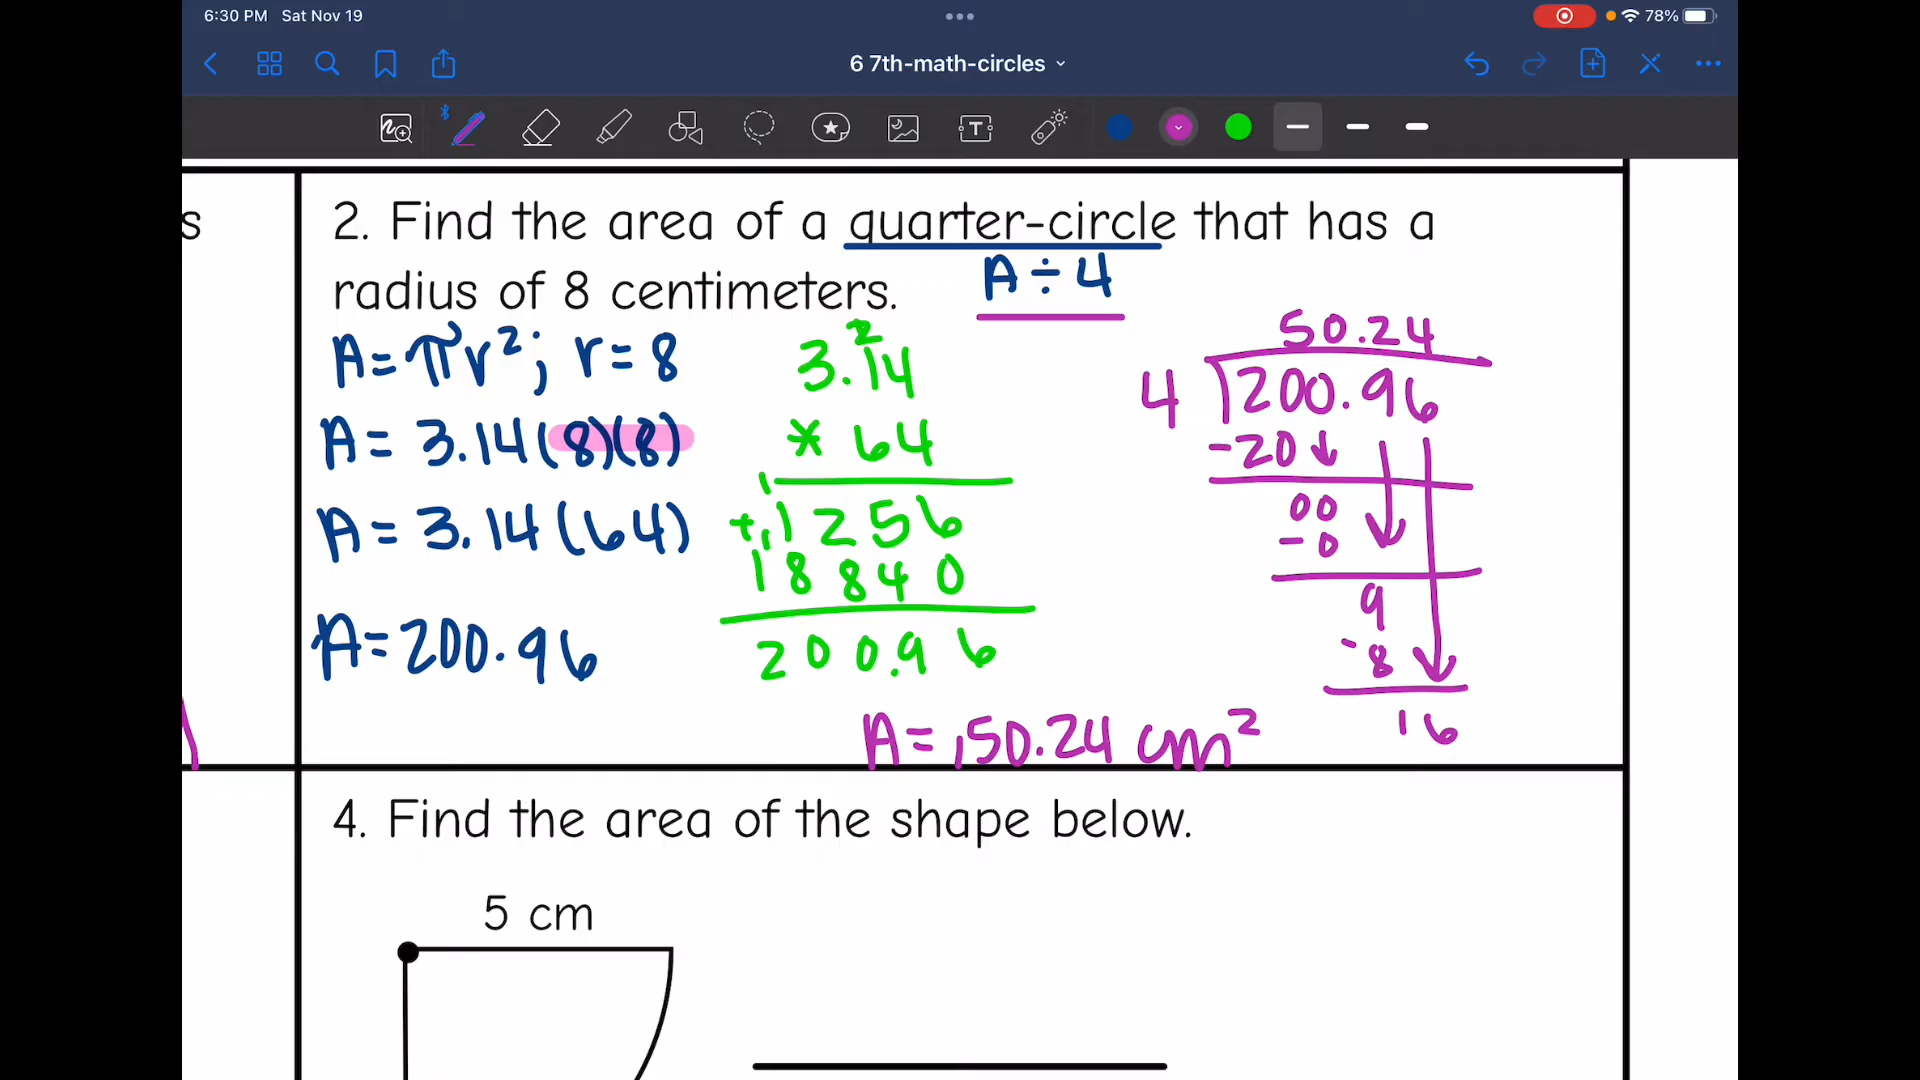 6:30 PM Sat Nov 19
78%
6 7th-math-circles
s
2. Find the area of a quarter-circle that has a
radius of 8 centimeters.
A ÷ 4
A = πr²; r = 8
A = 3.14(8)(8)
A = 3.14(64)
A = 200.96
2
3.14
* 64
1
+ 1 1256
18840
200.96
50.24
4 200.96
-20
00
-0
9
-8
16
A = 50.24 cm²
4. Find the area of the shape below.
5 cm